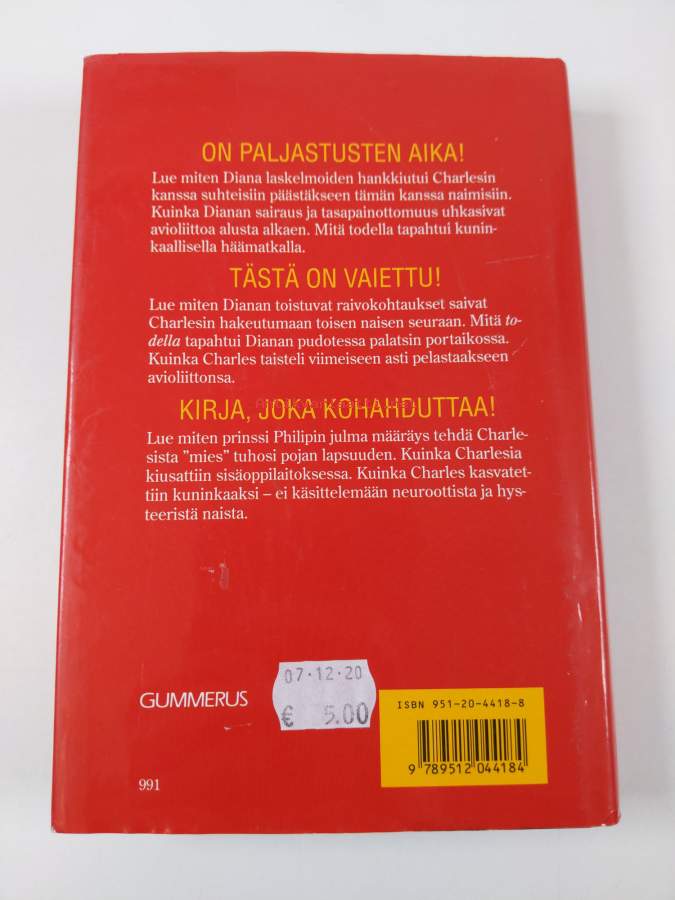 ON PALJASTUSTEN AIKA!
Lue miten Diana laskelmoiden hankkiutui Charlesin
kanssa suhteisiin päästäkseen tämän kanssa naimisiin.
Kuinka Dianan sairaus ja tasapainottomuus uhkasivat
avioliittoa alusta alkaen. Mitä todella tapahtui kunin-
kaallisella häämatkalla.
TÄSTÄ ON VAIETTU!
Lue miten Dianan toistuvat raivokohtaukset saivat
Charlesin hakeutumaan toisen naisen seuraan. Mitä to-
della tapahtui Dianan pudotessa palatsin portaikossa.
Kuinka Charles taisteli viimeiseen asti pelastaakseen
avioliittonsa.
KIRJA, JOKA KOHAHDUTTAA!
Lue miten prinssi Philipin julma määräys tehdä Charle-
sista ”mies” tuhosi pojan lapsuuden. Kuinka Charlesia
kiusattiin sisäoppilaitoksessa. Kuinka Charles kasvatet-
tiin kuninkaaksi – ei käsittelemään neuroottista ja hys-
teeristä naista.
07·12·20
€ 5.00
GUMMERUS
ISBN 951-20-4418-8
9 789512 044184
991